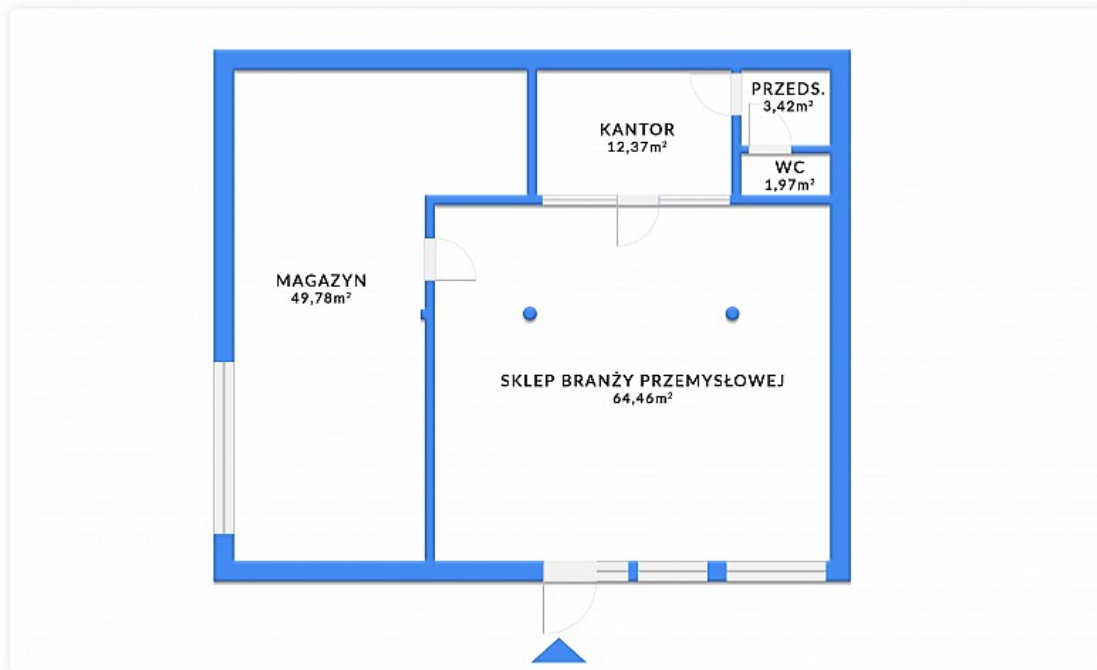 PRZEDS.
3,42m²
KANTOR
12,37m²
WC
1,97m²
MAGAZYN
49,78m²
SKLEP BRANŻY PRZEMYSŁOWEJ
64,46m²